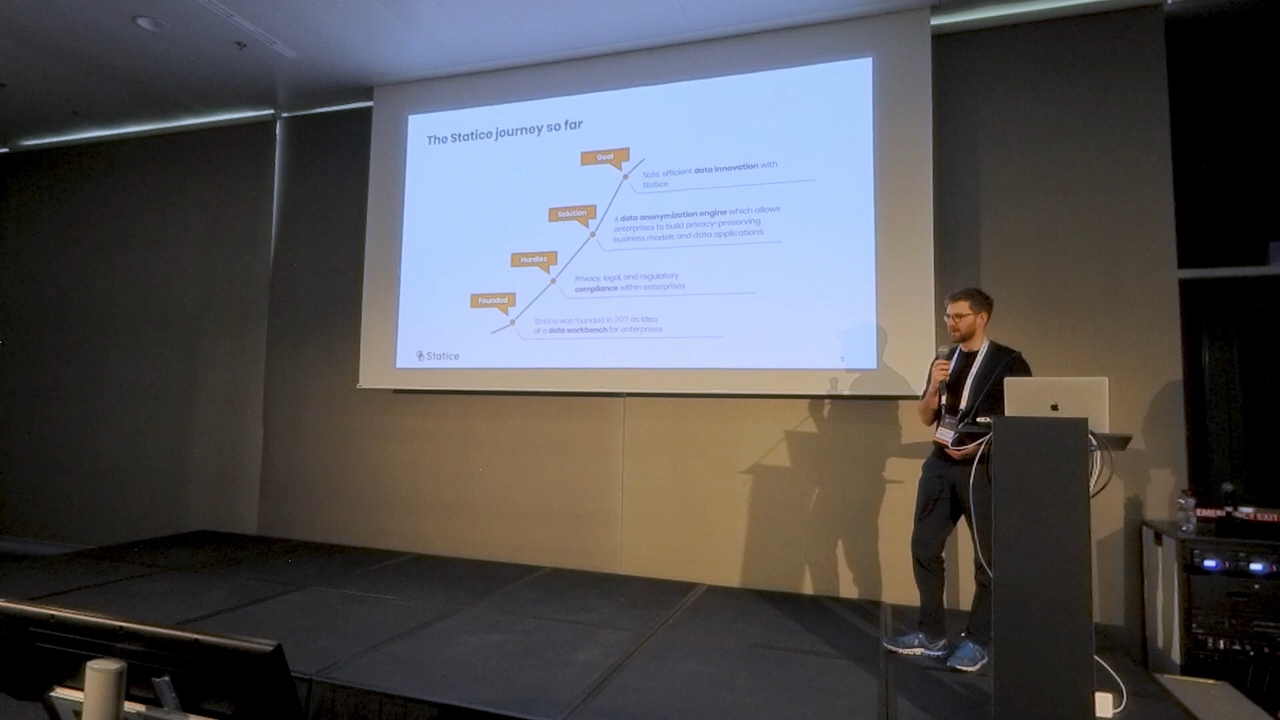 The Statice journey so far
Goal
Safe, efficient data innovation with
Statice
Solution
A data anonymization engine which allows
enterprises to build privacy-preserving
business models and data applications.
Hurdles
Privacy, legal, and regulatory
compliance within enterprises
Founded
Statice was founded in 2017 as idea
of a data workbench for enterprises
Statice
EXIT